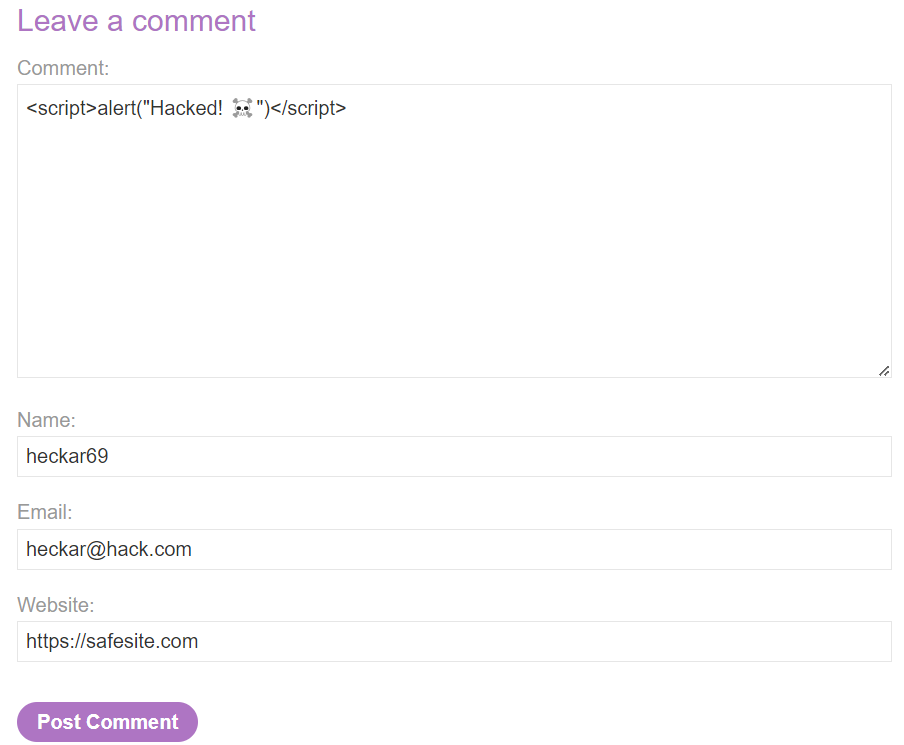 Leave a comment
Comment:
<script>alert("Hacked! ☠️")</script>
Name:
heckar69
Email:
heckar@hack.com
Website:
https://safesite.com
Post Comment